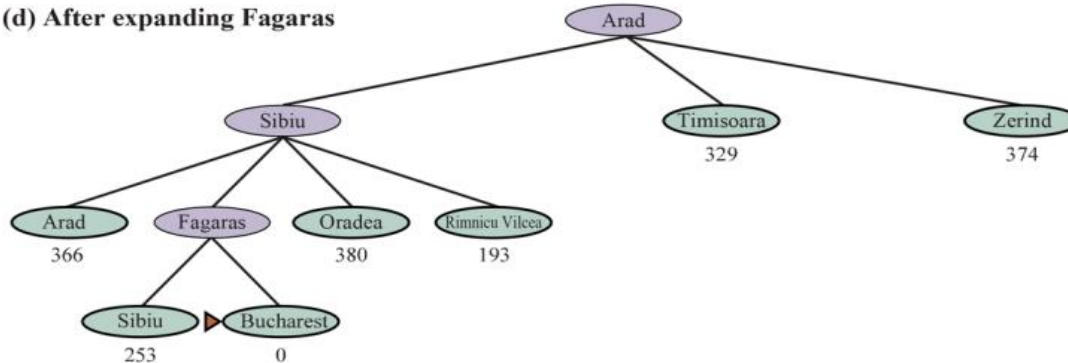 (d) After expanding Fagaras
Arad
Sibiu
Timisoara
Zerind
329
374
Arad
Fagaras
Oradea
Rimnicu Vilcea
366
380
193
Sibiu
Bucharest
253
0